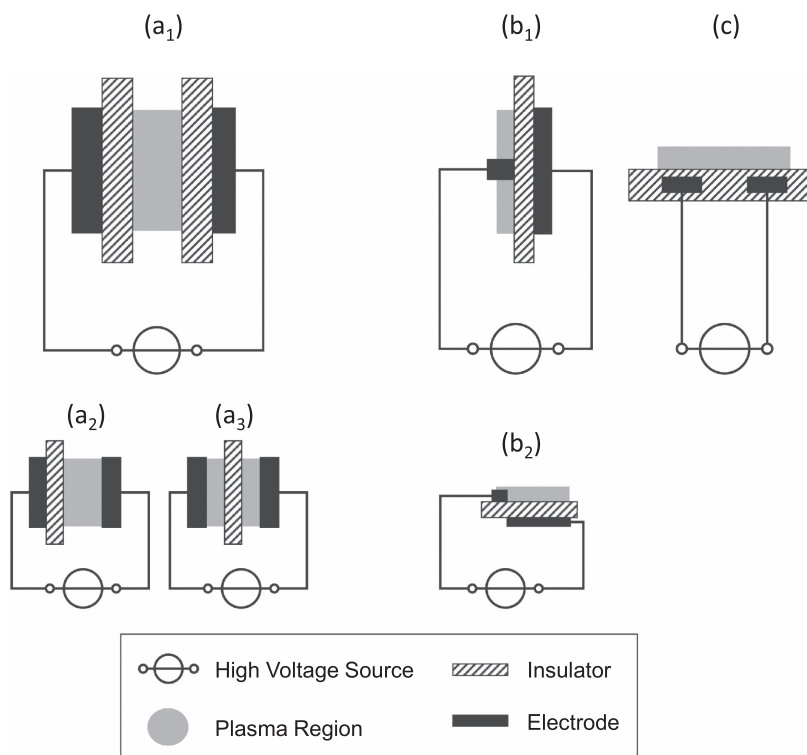 (a₁)
(b₁)
(c)
(a₂)
(a₃)
(b₂)
High Voltage Source
Insulator
Plasma Region
Electrode